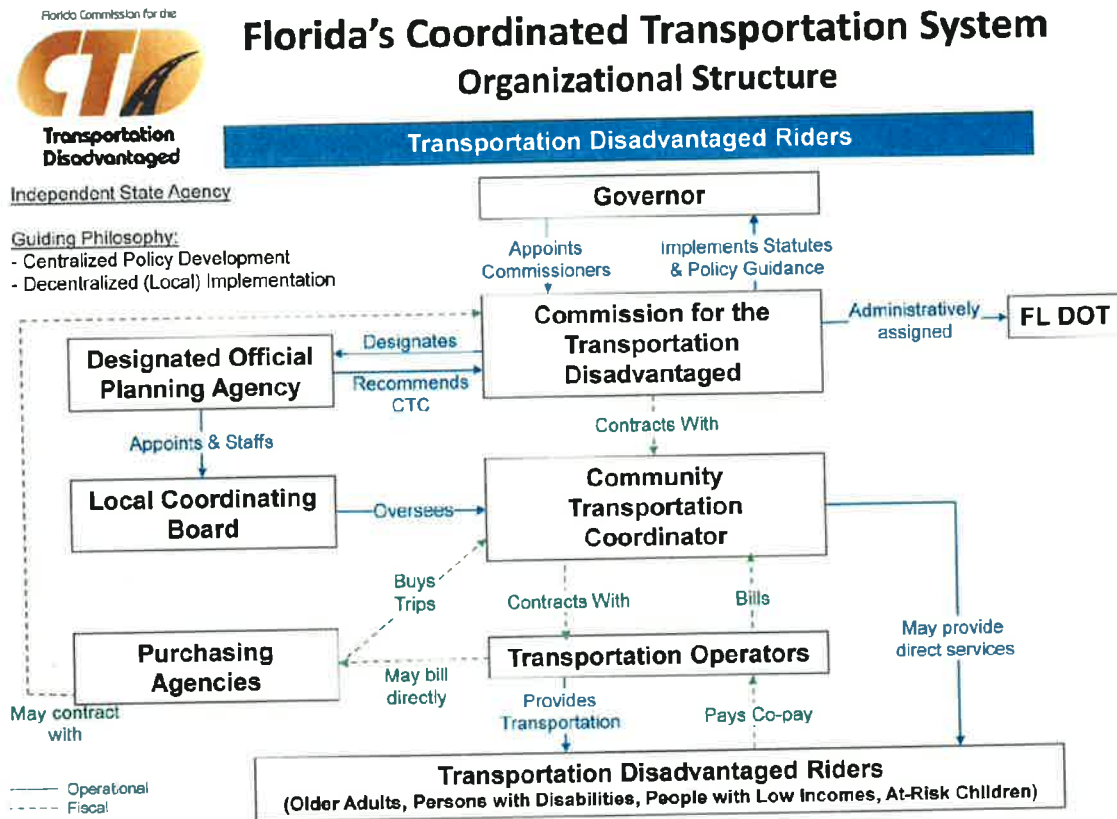 Florida Commission for the
CTD
Transportation
Disadvantaged
Florida's Coordinated Transportation System
Organizational Structure
Transportation Disadvantaged Riders
Independent State Agency
Guiding Philosophy:
- Centralized Policy Development
- Decentralized (Local) Implementation
Governor
Appoints
Commissioners
Implements Statutes
& Policy Guidance
Commission for the
Transportation
Disadvantaged
Administratively
assigned
FL DOT
Designated Official
Planning Agency
Designates
Recommends
CTC
Appoints & Staffs
Contracts With
Local Coordinating
Board
Oversees
Community
Transportation
Coordinator
Buys
Trips
Contracts With
Bills
May provide
direct services
Purchasing
Agencies
May bill
directly
Transportation Operators
May contract
with
Provides
Transportation
Pays Co-pay
Transportation Disadvantaged Riders
(Older Adults, Persons with Disabilities, People with Low Incomes, At-Risk Children)
Operational
Fiscal